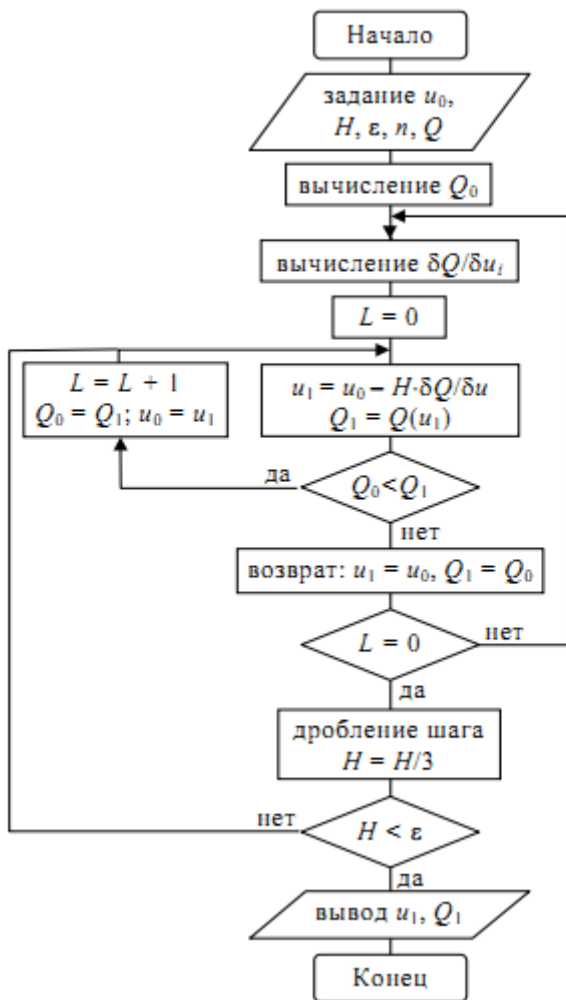 Начало
задание u₀,
H, ε, n, Q
вычисление Q₀
вычисление δQ/δuᵢ
L = 0
L = L + 1
Q₀ = Q₁; u₀ = u₁
u₁ = u₀ – H·δQ/δu
Q₁ = Q(u₁)
да
Q₀<Q₁
нет
возврат: u₁ = u₀, Q₁ = Q₀
L = 0
нет
да
дробление шага
H = H/3
нет
H < ε
да
вывод u₁, Q₁
Конец